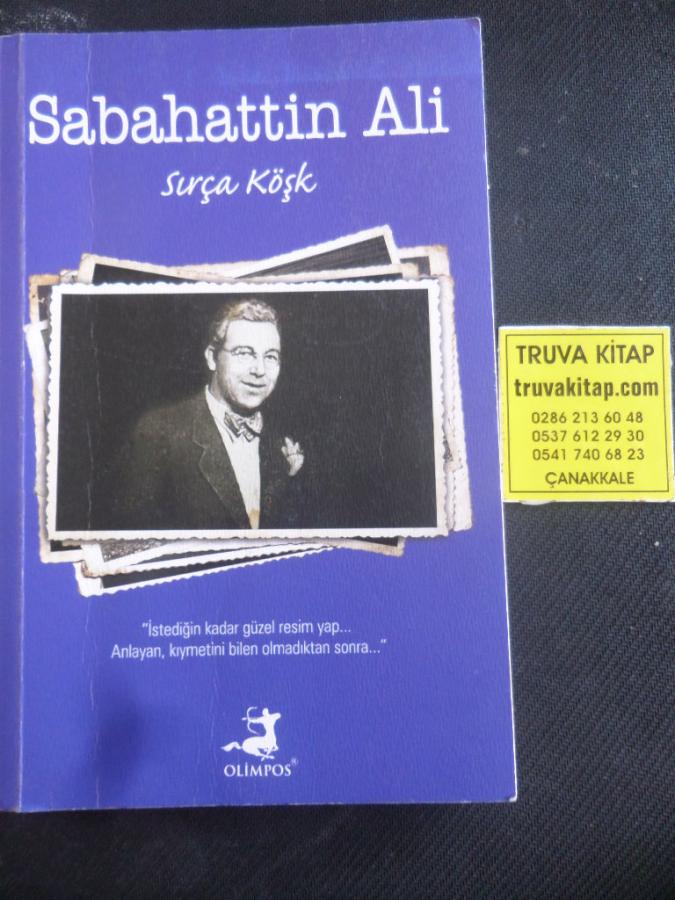 Sabahattin Ali
Sırça Köşk
"İstediğin kadar güzel resim yap...
Anlayan, kıymetini bilen olmadıktan sonra..."
OLİMPOS®
TRUVA KİTAP
truvakitap.com
0286 213 60 48
0537 612 29 30
0541 740 68 23
ÇANAKKALE